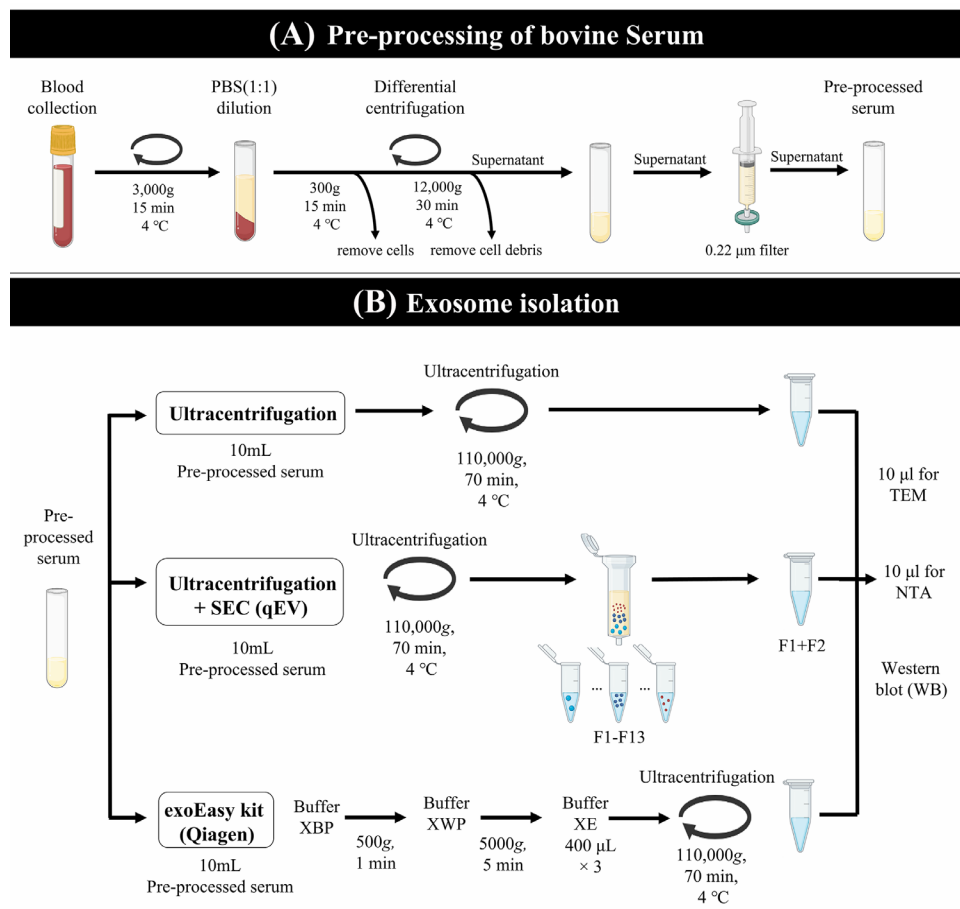 (A) Pre-processing of bovine Serum
Blood
collection
3,000g
15 min
4 ℃
PBS(1:1)
dilution
300g
15 min
4 ℃
remove cells
Differential
centrifugation
12,000g
30 min
4 ℃
remove cell debris
Supernatant
Supernatant
0.22 μm filter
Supernatant
Pre-processed
serum
(B) Exosome isolation
Pre-
processed
serum
Ultracentrifugation
10mL
Pre-processed serum
Ultracentrifugation
110,000g,
70 min,
4 ℃
Ultracentrifugation
+ SEC (qEV)
10mL
Pre-processed serum
Ultracentrifugation
110,000g,
70 min,
4 ℃
... ...
F1-F13
F1+F2
exoEasy kit
(Qiagen)
10mL
Pre-processed serum
Buffer
XBP
500g,
1 min
Buffer
XWP
5000g,
5 min
Buffer
XE
400 μL
× 3
Ultracentrifugation
110,000g,
70 min,
4 ℃
10 μl for
TEM
10 μl for
NTA
Western
blot (WB)